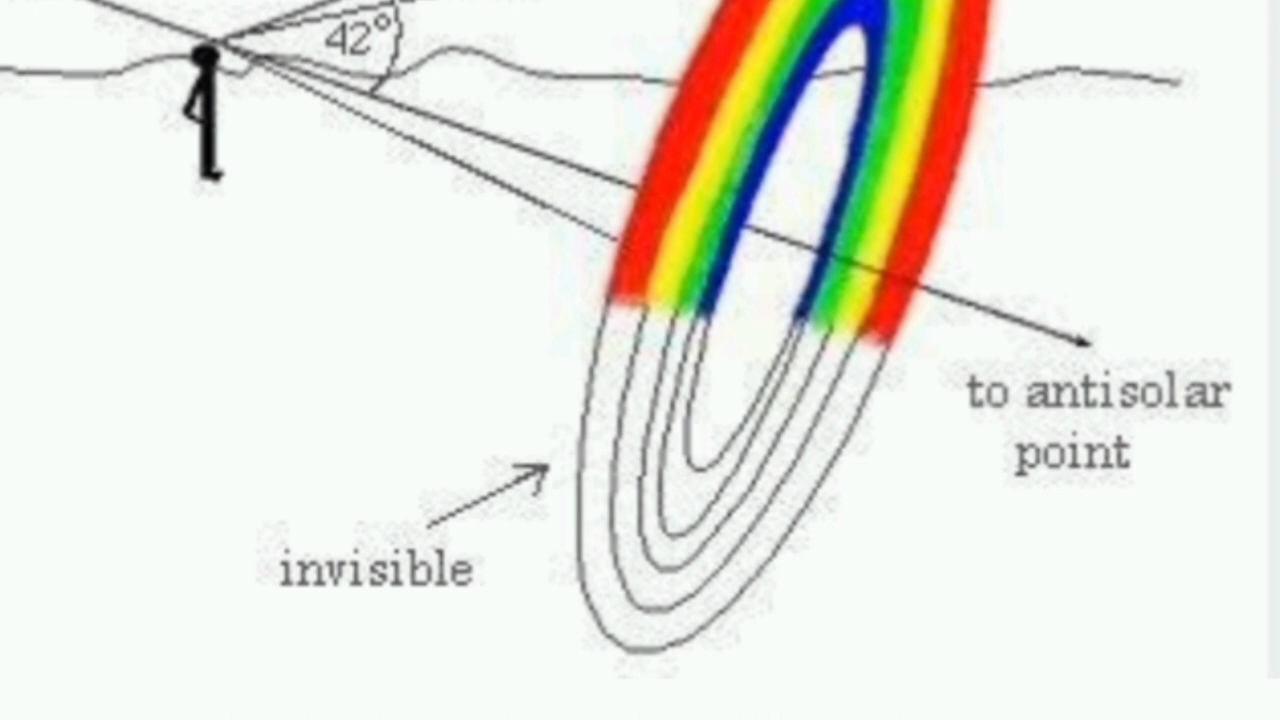 42°
to antisolar
point
invisible